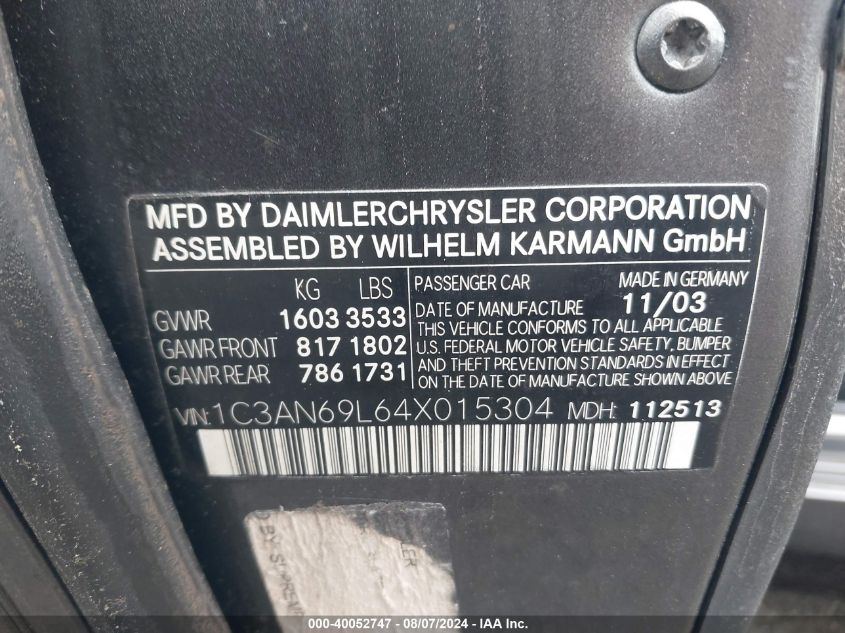 MFD BY DAIMLERCHRYSLER CORPORATION
ASSEMBLED BY WILHELM KARMANN GmbH
KG LBS
GVWR 1603 3533
GAWR FRONT 817 1802
GAWR REAR 786 1731
PASSENGER CAR MADE IN GERMANY
DATE OF MANUFACTURE 11/03
THIS VEHICLE CONFORMS TO ALL APPLICABLE
U.S. FEDERAL MOTOR VEHICLE SAFETY, BUMPER
AND THEFT PREVENTION STANDARDS IN EFFECT
ON THE DATE OF MANUFACTURE SHOWN ABOVE
VIN: 1C3AN69L64X015304 MDH: 112513
000-40052747 - 08/07/2024 - IAA Inc.